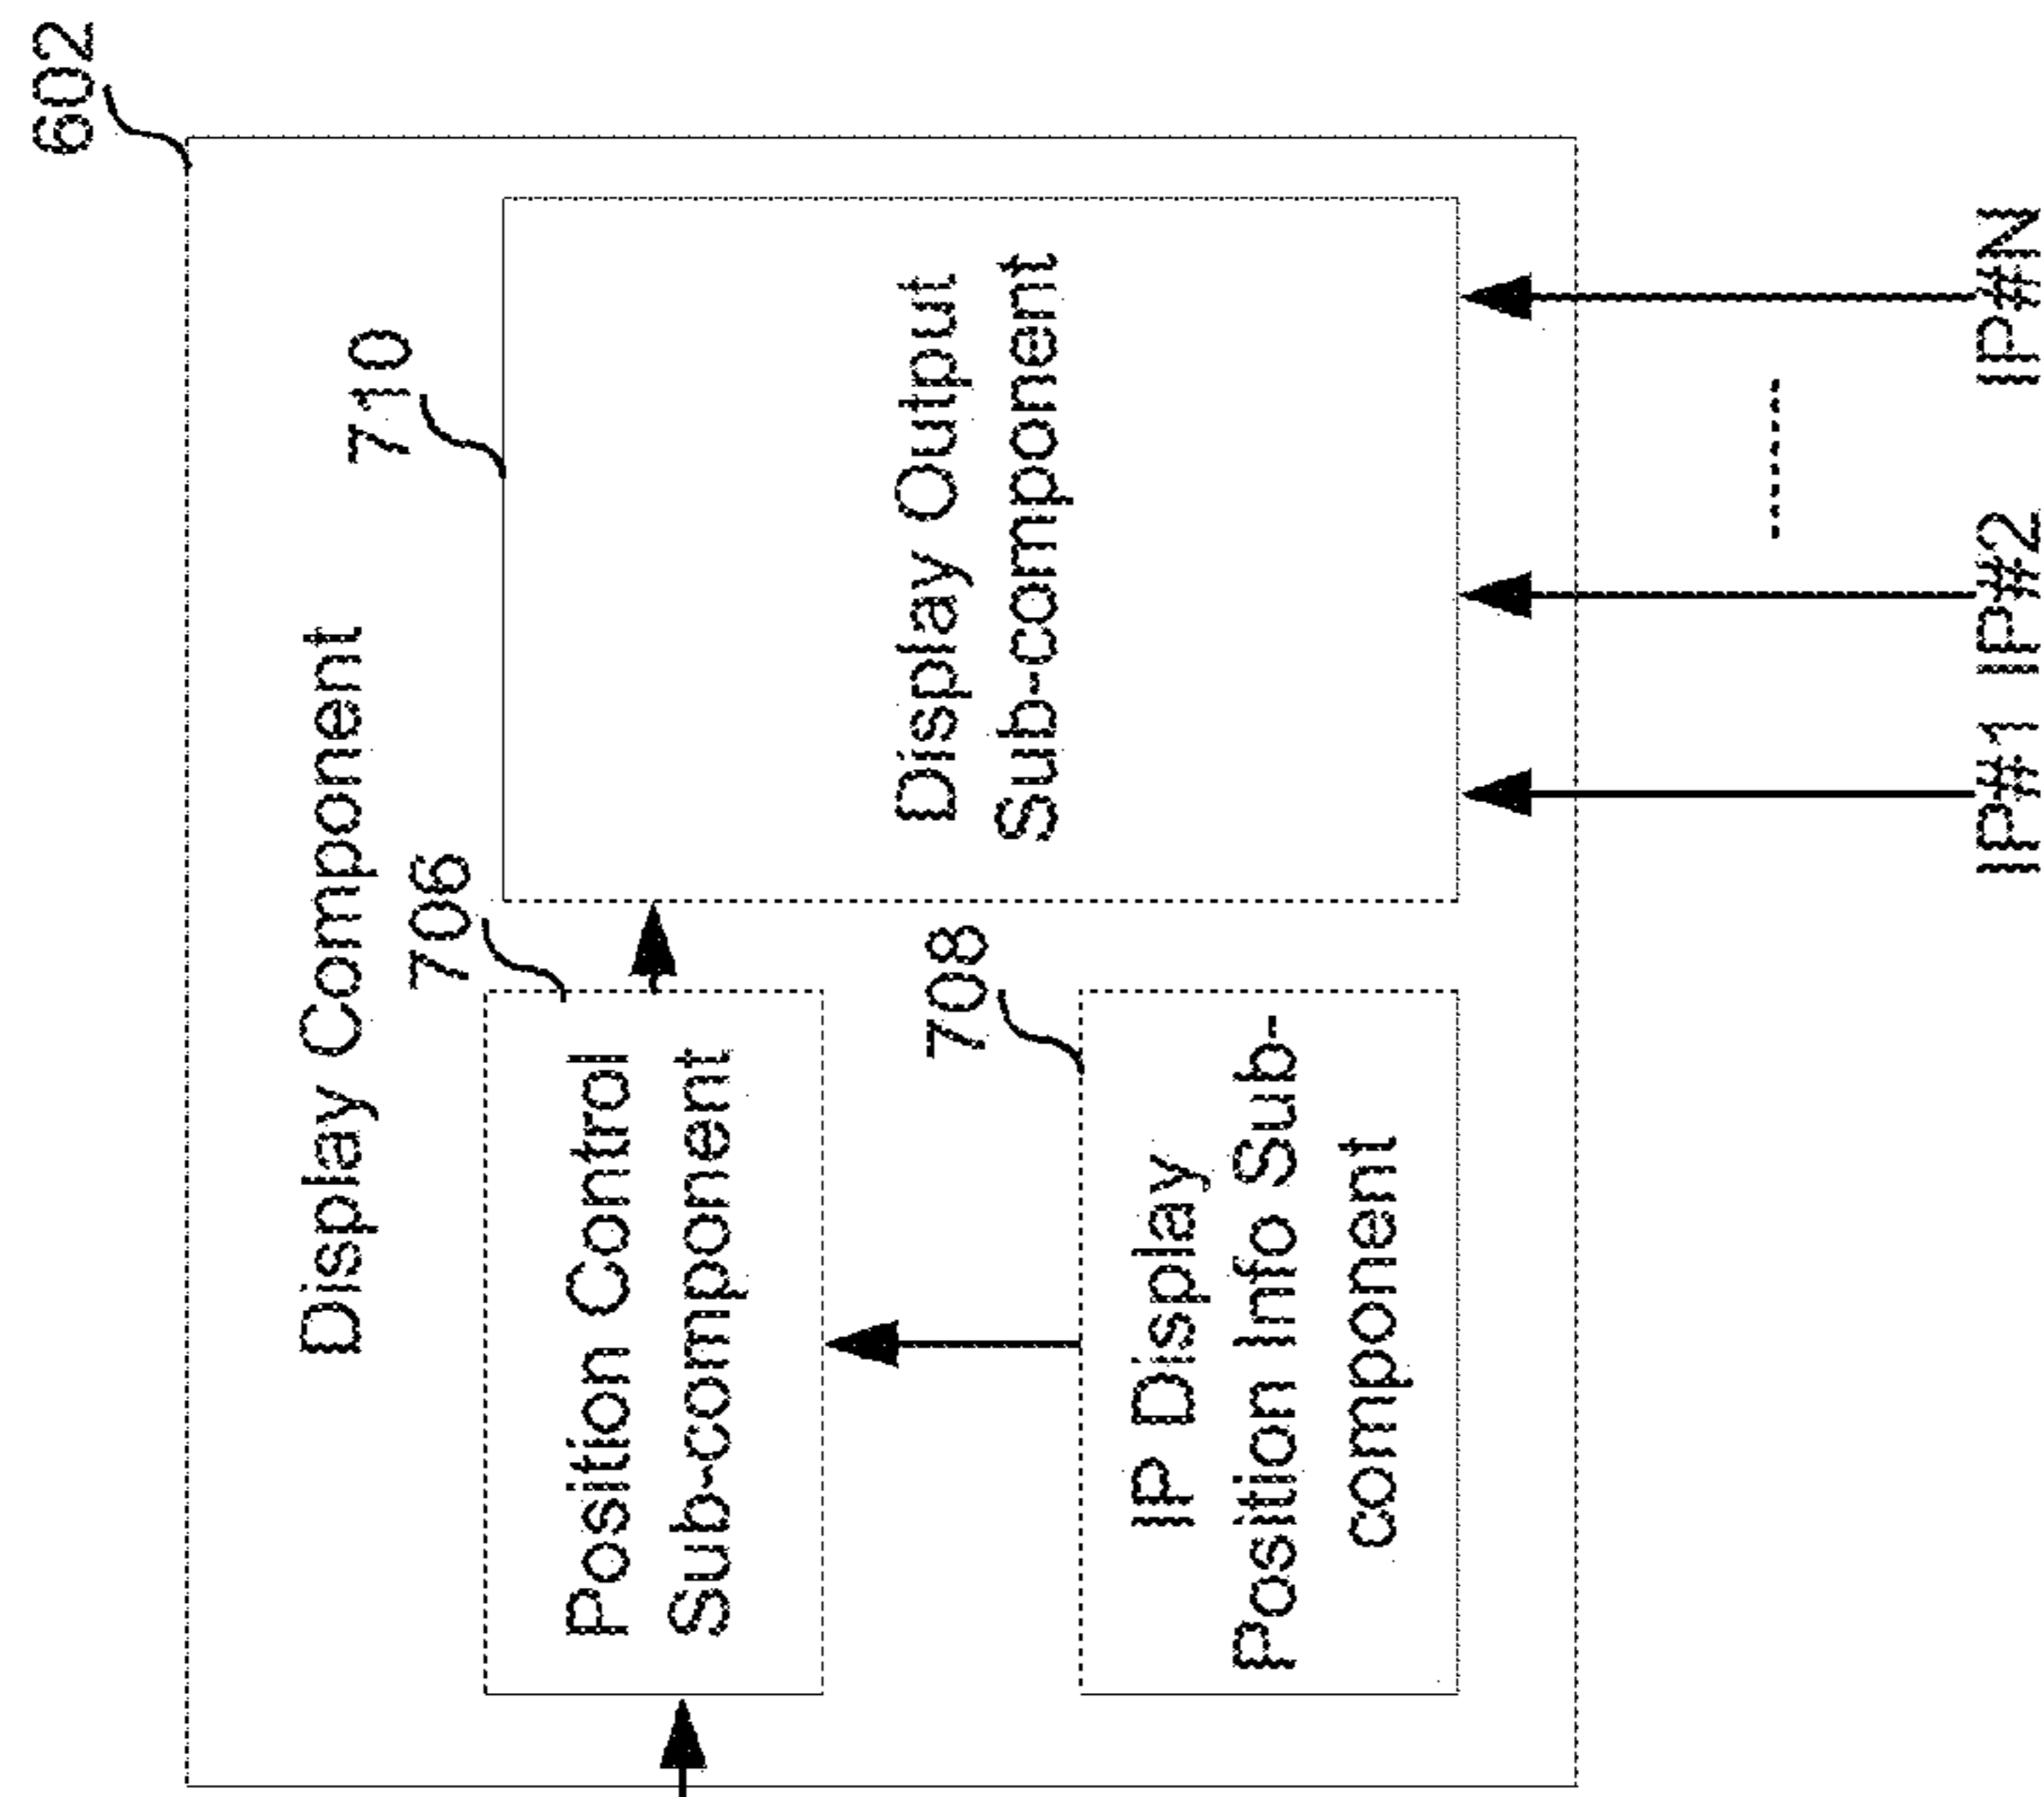 602
Display Component
710
706
Position Control
Sub-component
Display Output
Sub-component
708
IP Display
Position Info Sub-
component
IP#1 IP#2 IP#N